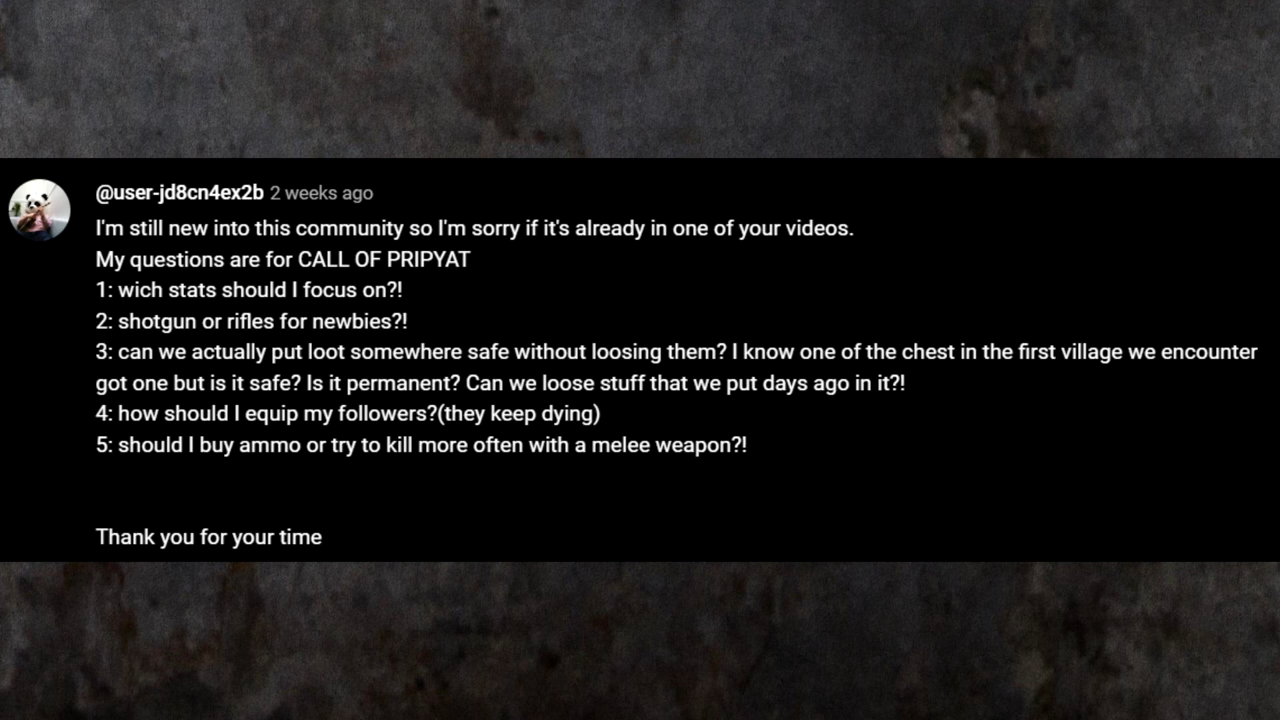 @user-jd8cn4ex2b 2 weeks ago
I'm still new into this community so I'm sorry if it's already in one of your videos.
My questions are for CALL OF PRIPYAT
1: wich stats should I focus on?!
2: shotgun or rifles for newbies?!
3: can we actually put loot somewhere safe without loosing them? I know one of the chest in the first village we encounter
got one but is it safe? Is it permanent? Can we loose stuff that we put days ago in it?!
4: how should I equip my followers?(they keep dying)
5: should I buy ammo or try to kill more often with a melee weapon?!
Thank you for your time